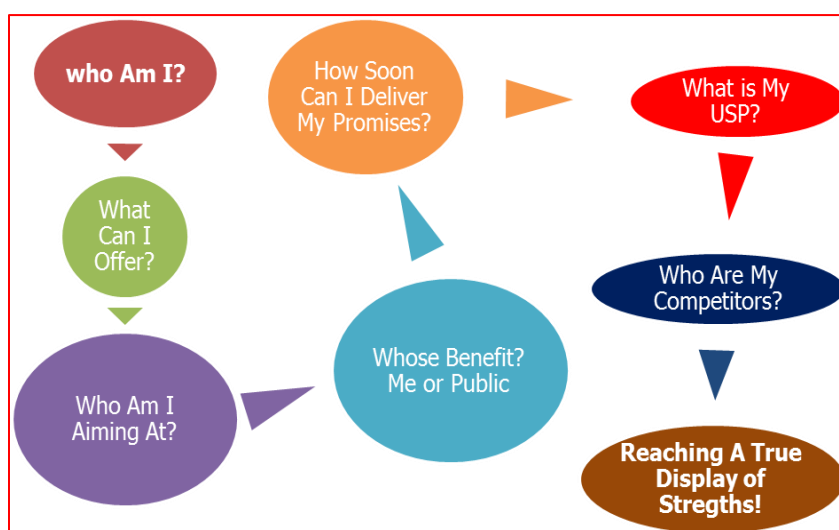 who Am I?
What
Can I
Offer?
Who Am I
Aiming At?
Whose Benefit?
Me or Public
How Soon
Can I Deliver
My Promises?
What is My
USP?
Who Are My
Competitors?
Reaching A True
Display of
Stregths!